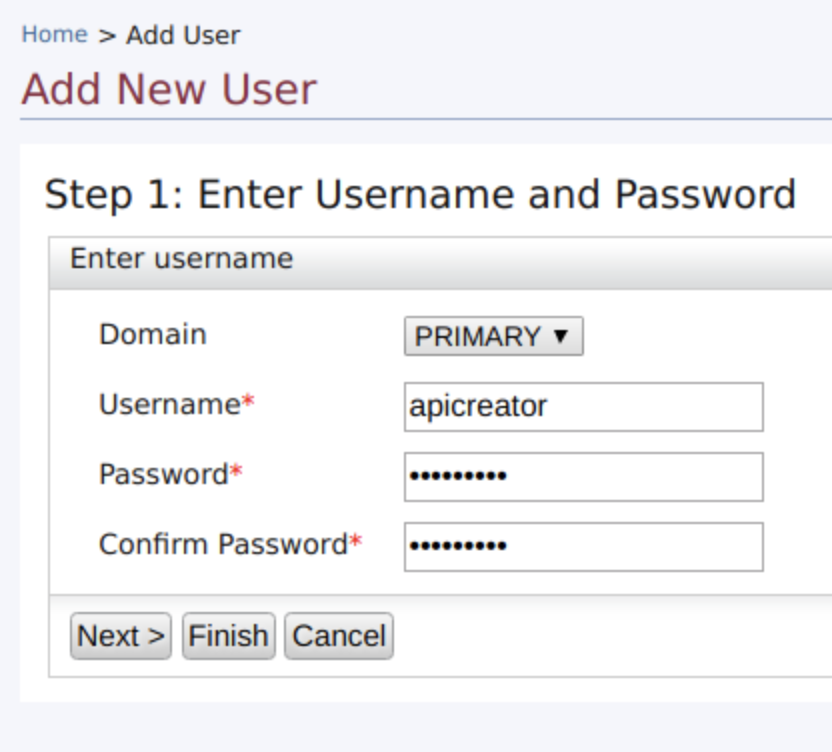 Home > Add User
Add New User
Step 1: Enter Username and Password
Enter username
Domain PRIMARY ▼
Username* apicreator
Password* •••••••••
Confirm Password* •••••••••
Next > Finish Cancel